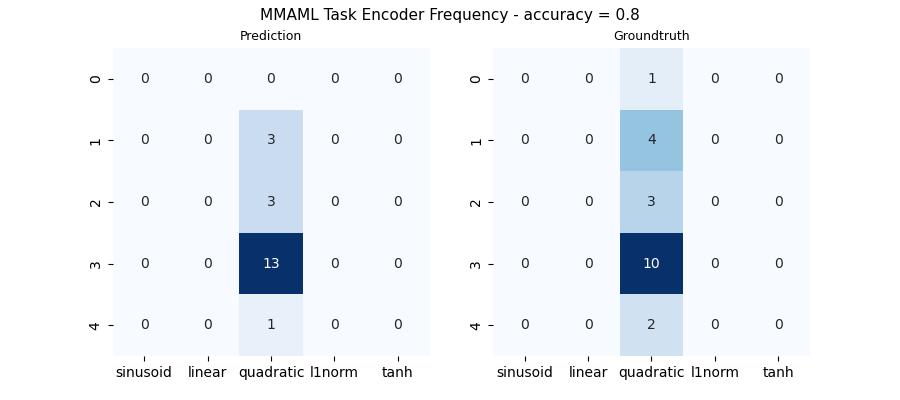 MMAML Task Encoder Frequency - accuracy = 0.8
Prediction
0 0 0 0 0 0
1 0 0 3 0 0
2 0 0 3 0 0
3 0 0 13 0 0
4 0 0 1 0 0
sinusoid linear quadratic l1norm tanh
Groundtruth
0 0 0 1 0 0
1 0 0 4 0 0
2 0 0 3 0 0
3 0 0 10 0 0
4 0 0 2 0 0
sinusoid linear quadratic l1norm tanh